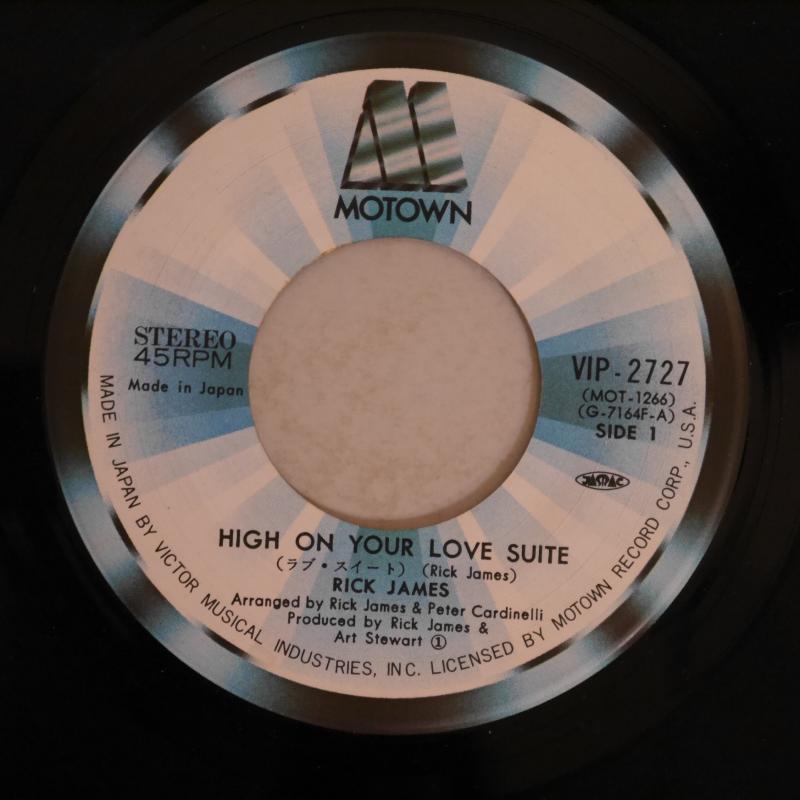 MOTOWN
STEREO
45RPM
Made in Japan
VIP-2727
(MOT-1266)
(G-7164F-A)
SIDE 1
JASRAC
HIGH ON YOUR LOVE SUITE
(ラブ・スイート) (Rick James)
RICK JAMES
Arranged by Rick James & Peter Cardinelli
Produced by Rick James &
Art Stewart ①
MADE IN JAPAN BY VICTOR MUSICAL INDUSTRIES, INC. LICENSED BY MOTOWN RECORD CORP., U.S.A.